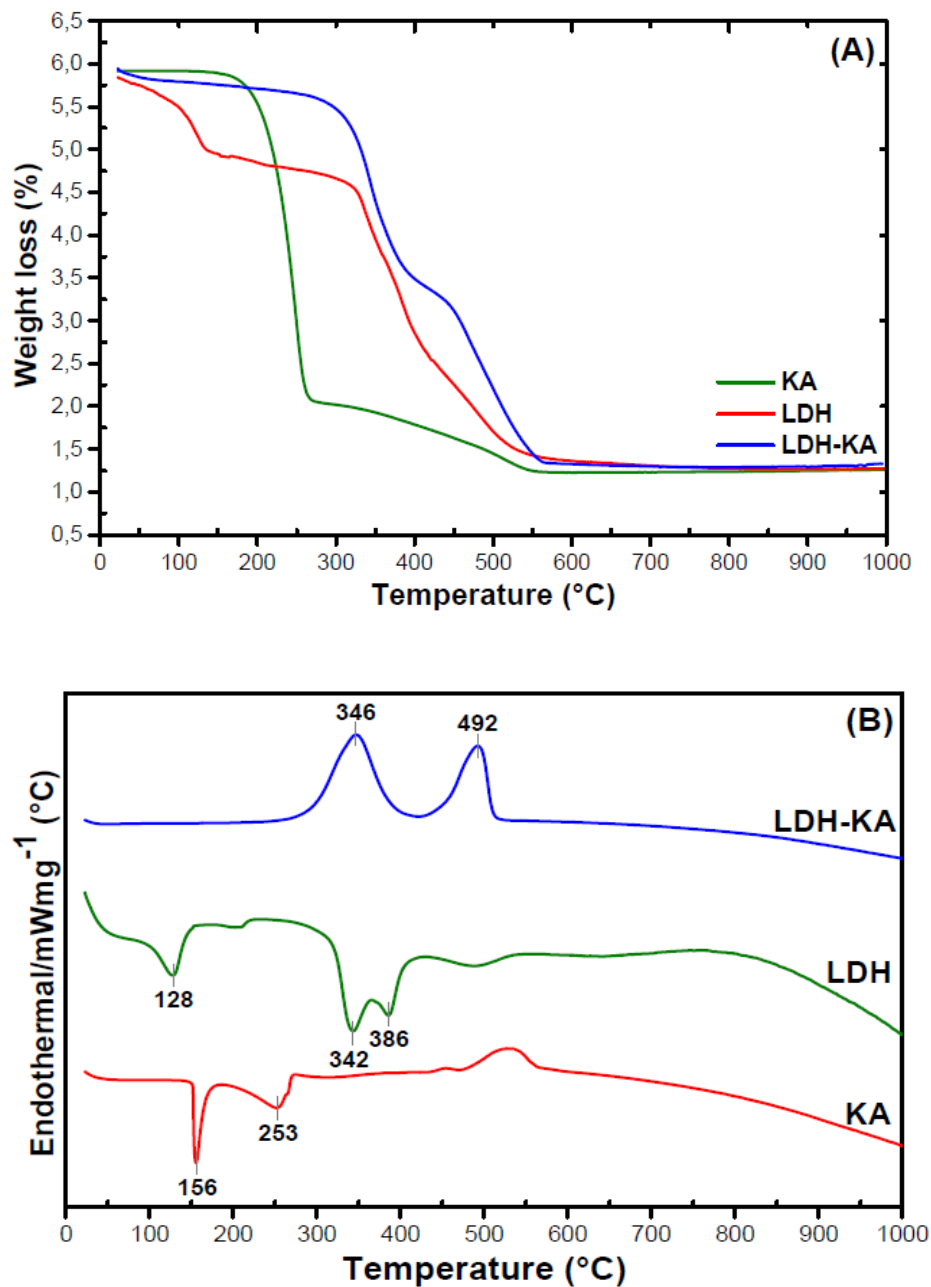 (A)
6,5
6,0
5,5
5,0
4,5
4,0
3,5
3,0
2,5
2,0
1,5
1,0
0,5
Weight loss (%)
KA
LDH
LDH-KA
0 100 200 300 400 500 600 700 800 900 1000
Temperature (°C)
(B)
346
492
LDH-KA
128
342
386
LDH
156
253
KA
Endothermal/mWmg-1 (°C)
0 100 200 300 400 500 600 700 800 900 1000
Temperature (°C)